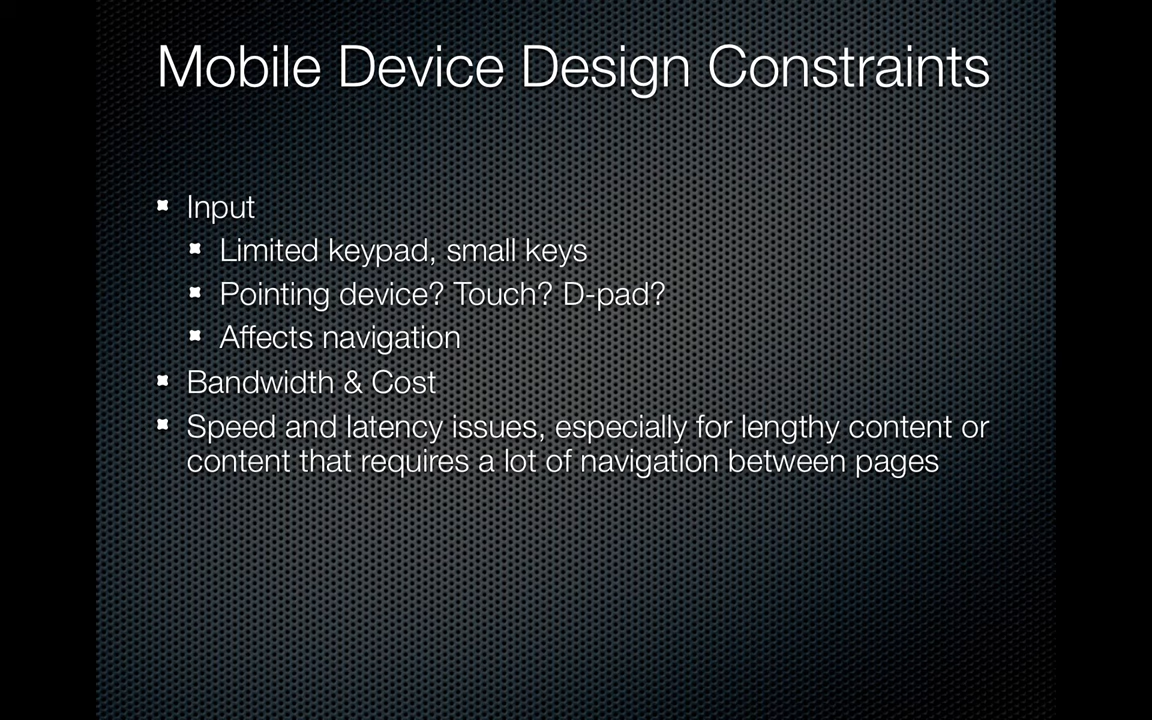 Mobile Device Design Constraints
Input
Limited keypad, small keys
Pointing device? Touch? D-pad?
Affects navigation
Bandwidth & Cost
Speed and latency issues, especially for lengthy content or
content that requires a lot of navigation between pages